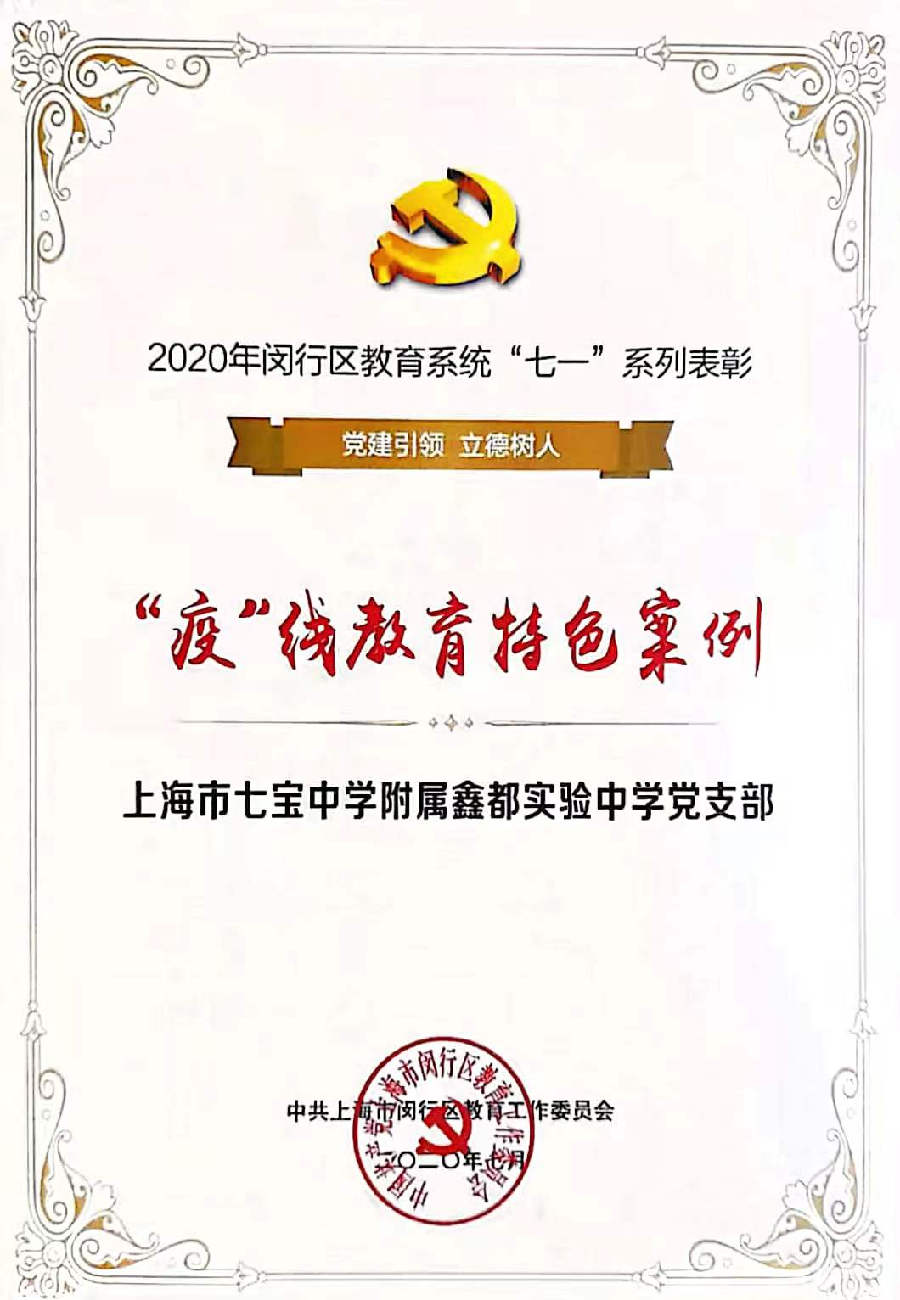 2020年闵行区教育系统“七一”系列表彰
党建引领 立德树人
“疫”线教育特色案例
上海市七宝中学附属鑫都实验中学党支部
中共上海市闵行区教育工作委员会
二〇二〇年七月
中国共产党上海市闵行区教育工作委员会